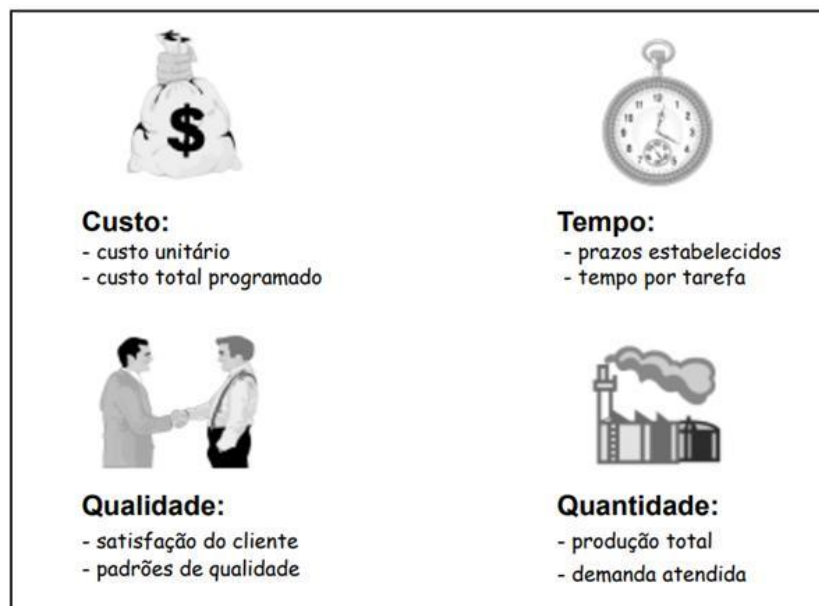 $
Custo:
- custo unitário
- custo total programado
Tempo:
- prazos estabelecidos
- tempo por tarefa
Qualidade:
- satisfação do cliente
- padrões de qualidade
Quantidade:
- produção total
- demanda atendida